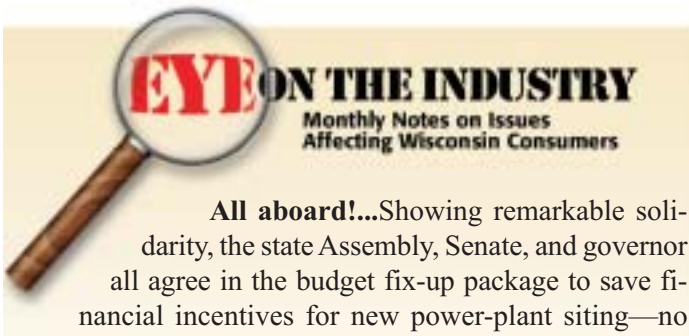 EYE ON THE INDUSTRY
Monthly Notes on Issues
Affecting Wisconsin Consumers
All aboard!...Showing remarkable soli-
darity, the state Assembly, Senate, and governor
all agree in the budget fix-up package to save fi-
nancial incentives for new power-plant siting—no